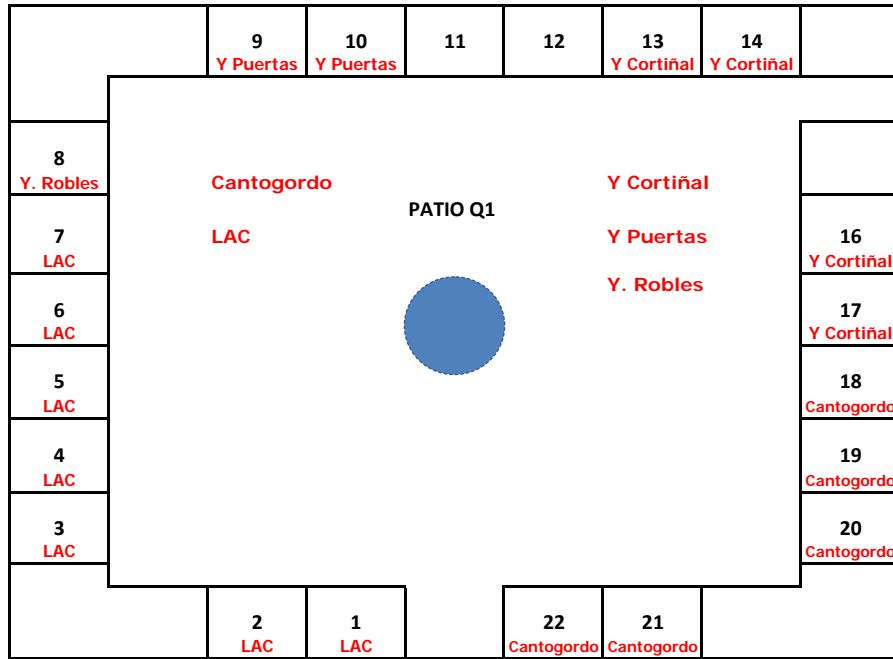 9 10 11 12 13 14
Y Puertas Y Puertas Y Cortiñal Y Cortiñal
8
Y. Robles Cantogordo Y Cortiñal
PATIO Q1
7 LAC Y Puertas 16
LAC Y Cortiñal
Y. Robles
6 17
LAC Y Cortiñal
5 18
LAC Cantogordo
4 19
LAC Cantogordo
3 20
LAC Cantogordo
2 1 22 21
LAC LAC Cantogordo Cantogordo